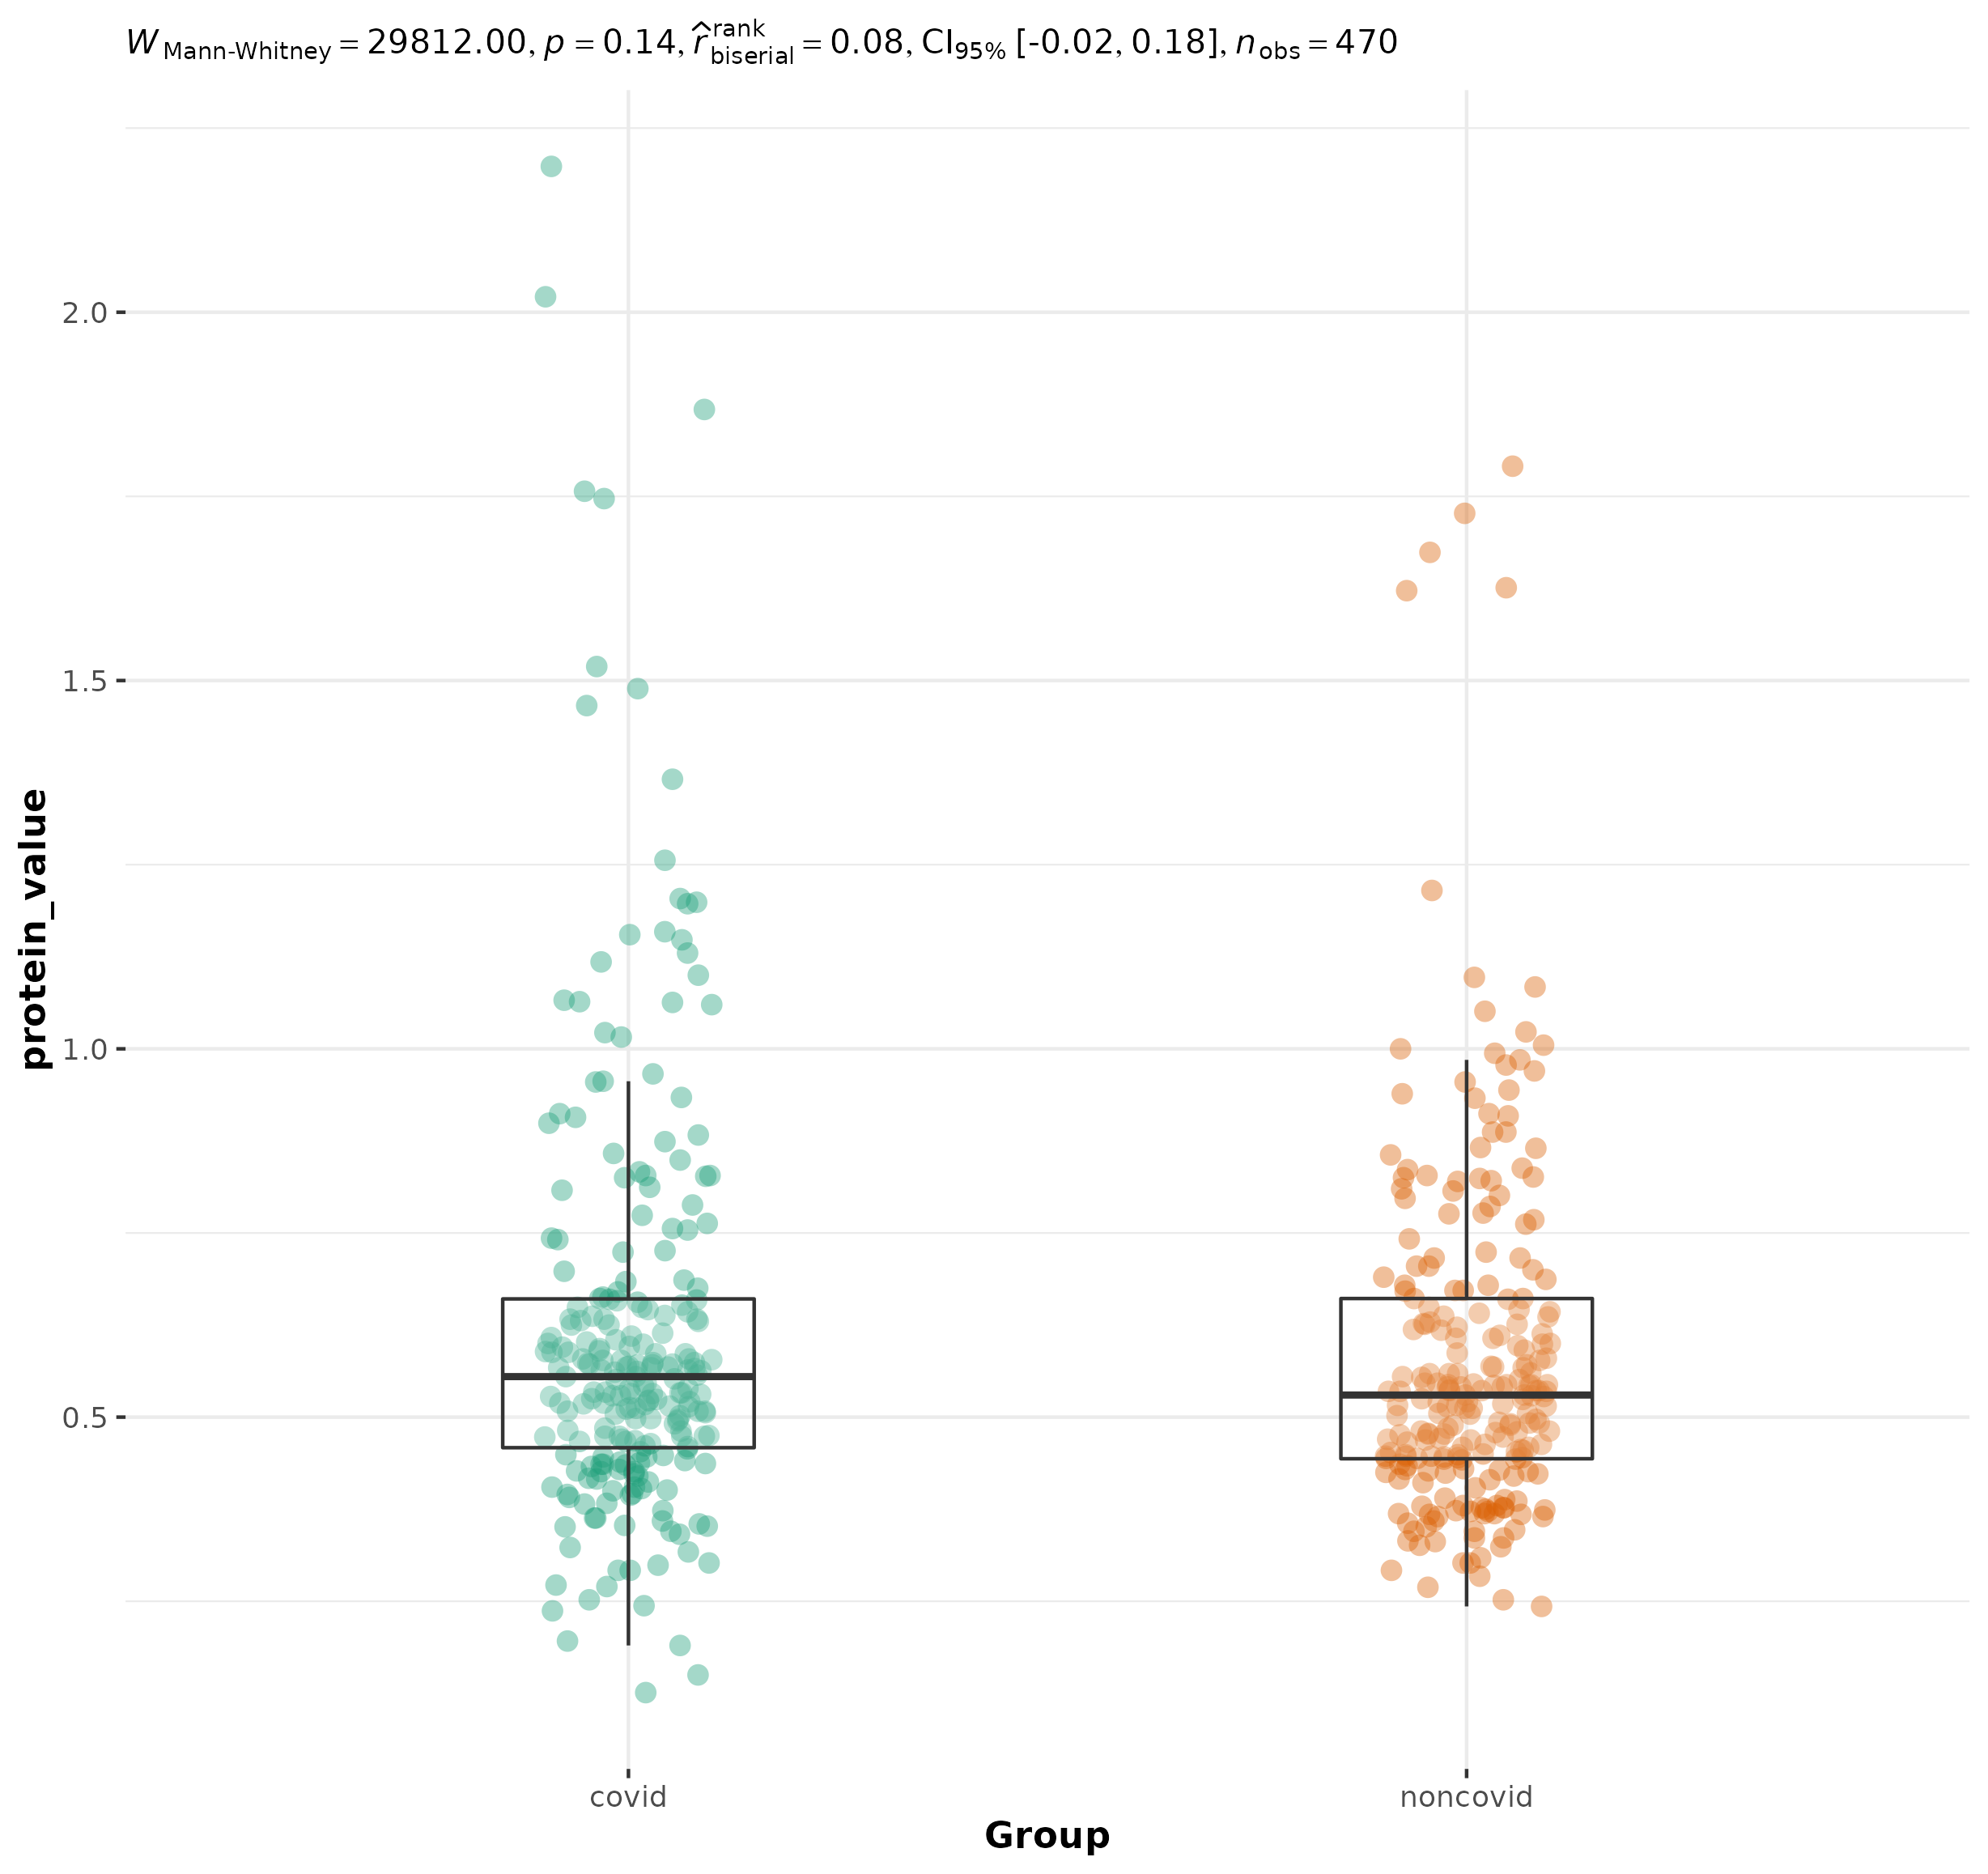 W Mann-Whitney = 29812.00, p = 0.14, r̂ rank biserial = 0.08, CI95% [-0.02, 0.18], nobs = 470
protein_value
2.0
1.5
1.0
0.5
covid noncovid
Group